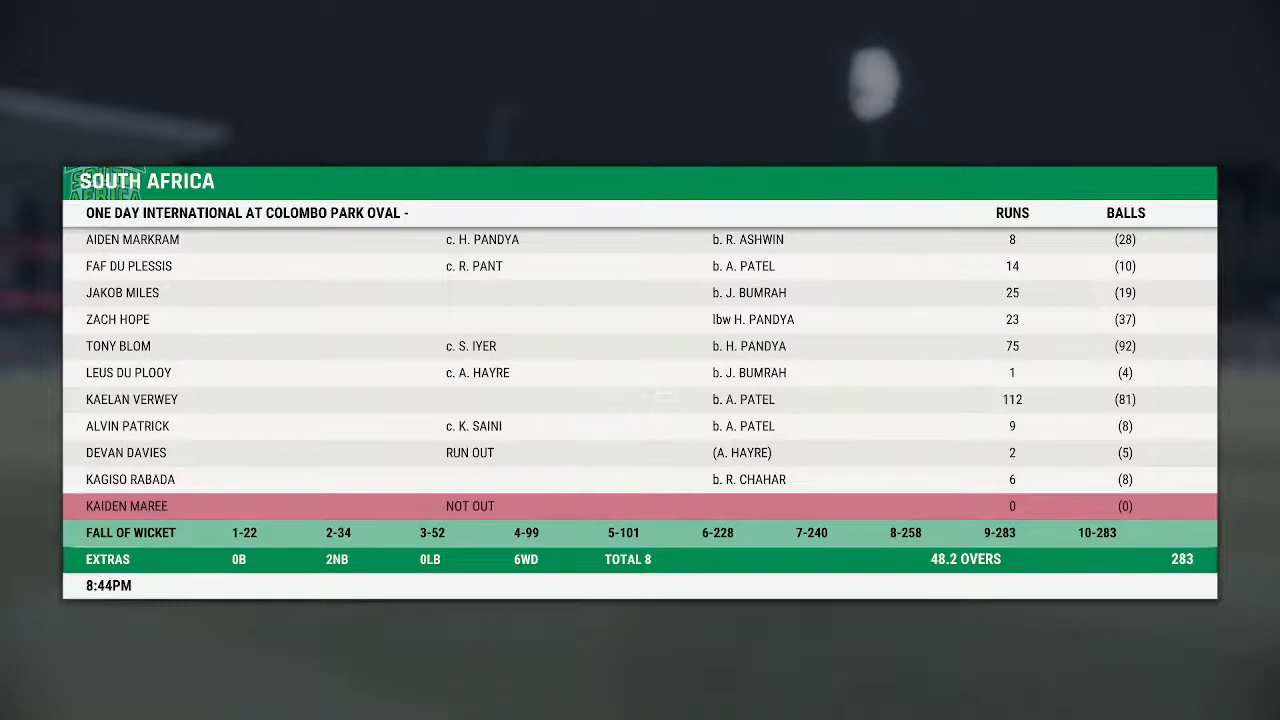 SOUTH AFRICA
ONE DAY INTERNATIONAL AT COLOMBO PARK OVAL - RUNS BALLS
AIDEN MARKRAM c. H. PANDYA b. R. ASHWIN 8 (28)
FAF DU PLESSIS c. R. PANT b. A. PATEL 14 (10)
JAKOB MILES b. J. BUMRAH 25 (19)
ZACH HOPE lbw H. PANDYA 23 (37)
TONY BLOM c. S. IYER b. H. PANDYA 75 (92)
LEUS DU PLOOY c. A. HAYRE b. J. BUMRAH 1 (4)
KAELAN VERWEY b. A. PATEL 112 (81)
ALVIN PATRICK c. K. SAINI b. A. PATEL 9 (8)
DEVAN DAVIES RUN OUT (A. HAYRE) 2 (5)
KAGISO RABADA b. R. CHAHAR 6 (8)
KAIDEN MAREE NOT OUT 0 (0)
FALL OF WICKET 1-22 2-34 3-52 4-99 5-101 6-228 7-240 8-258 9-283 10-283
EXTRAS 0B 2NB 0LB 6WD TOTAL 8 48.2 OVERS 283
8:44PM